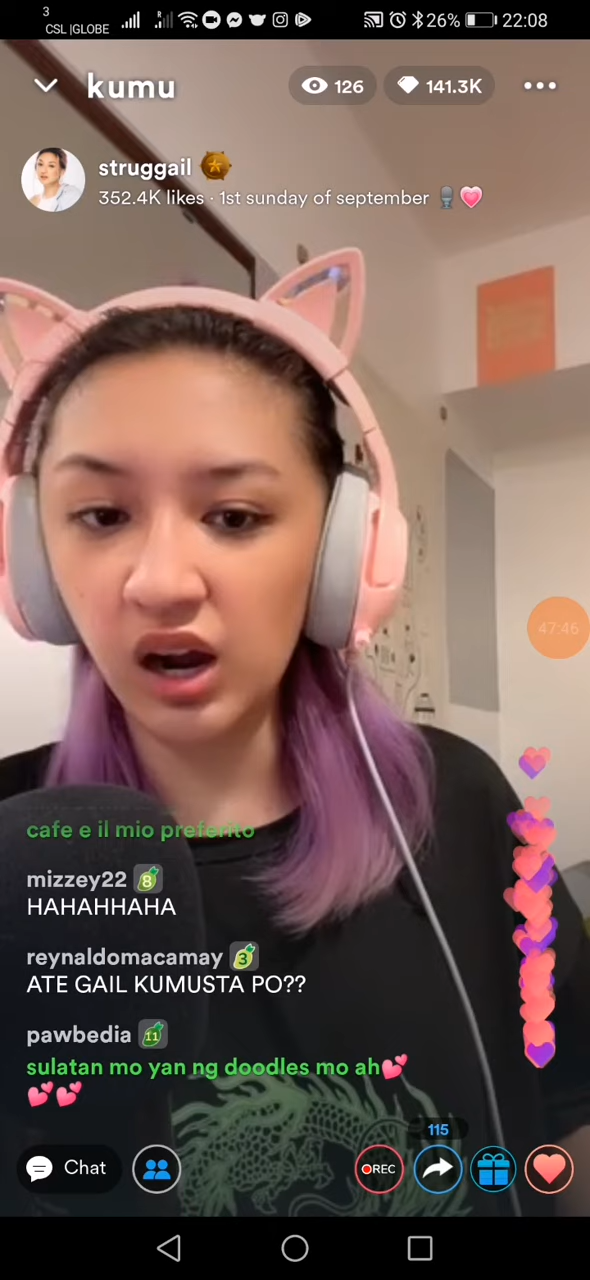 3
CSL |GLOBE
R
26%
22:08
kumu
126
141.3K
struggail
352.4K likes · 1st sunday of september
47:46
cafe e il mio preferito
mizzey22 8
HAHAHHAHA
reynaldomacamay 3
ATE GAIL KUMUSTA PO??
pawbedia 11
sulatan mo yan ng doodles mo ah
115
Chat
REC